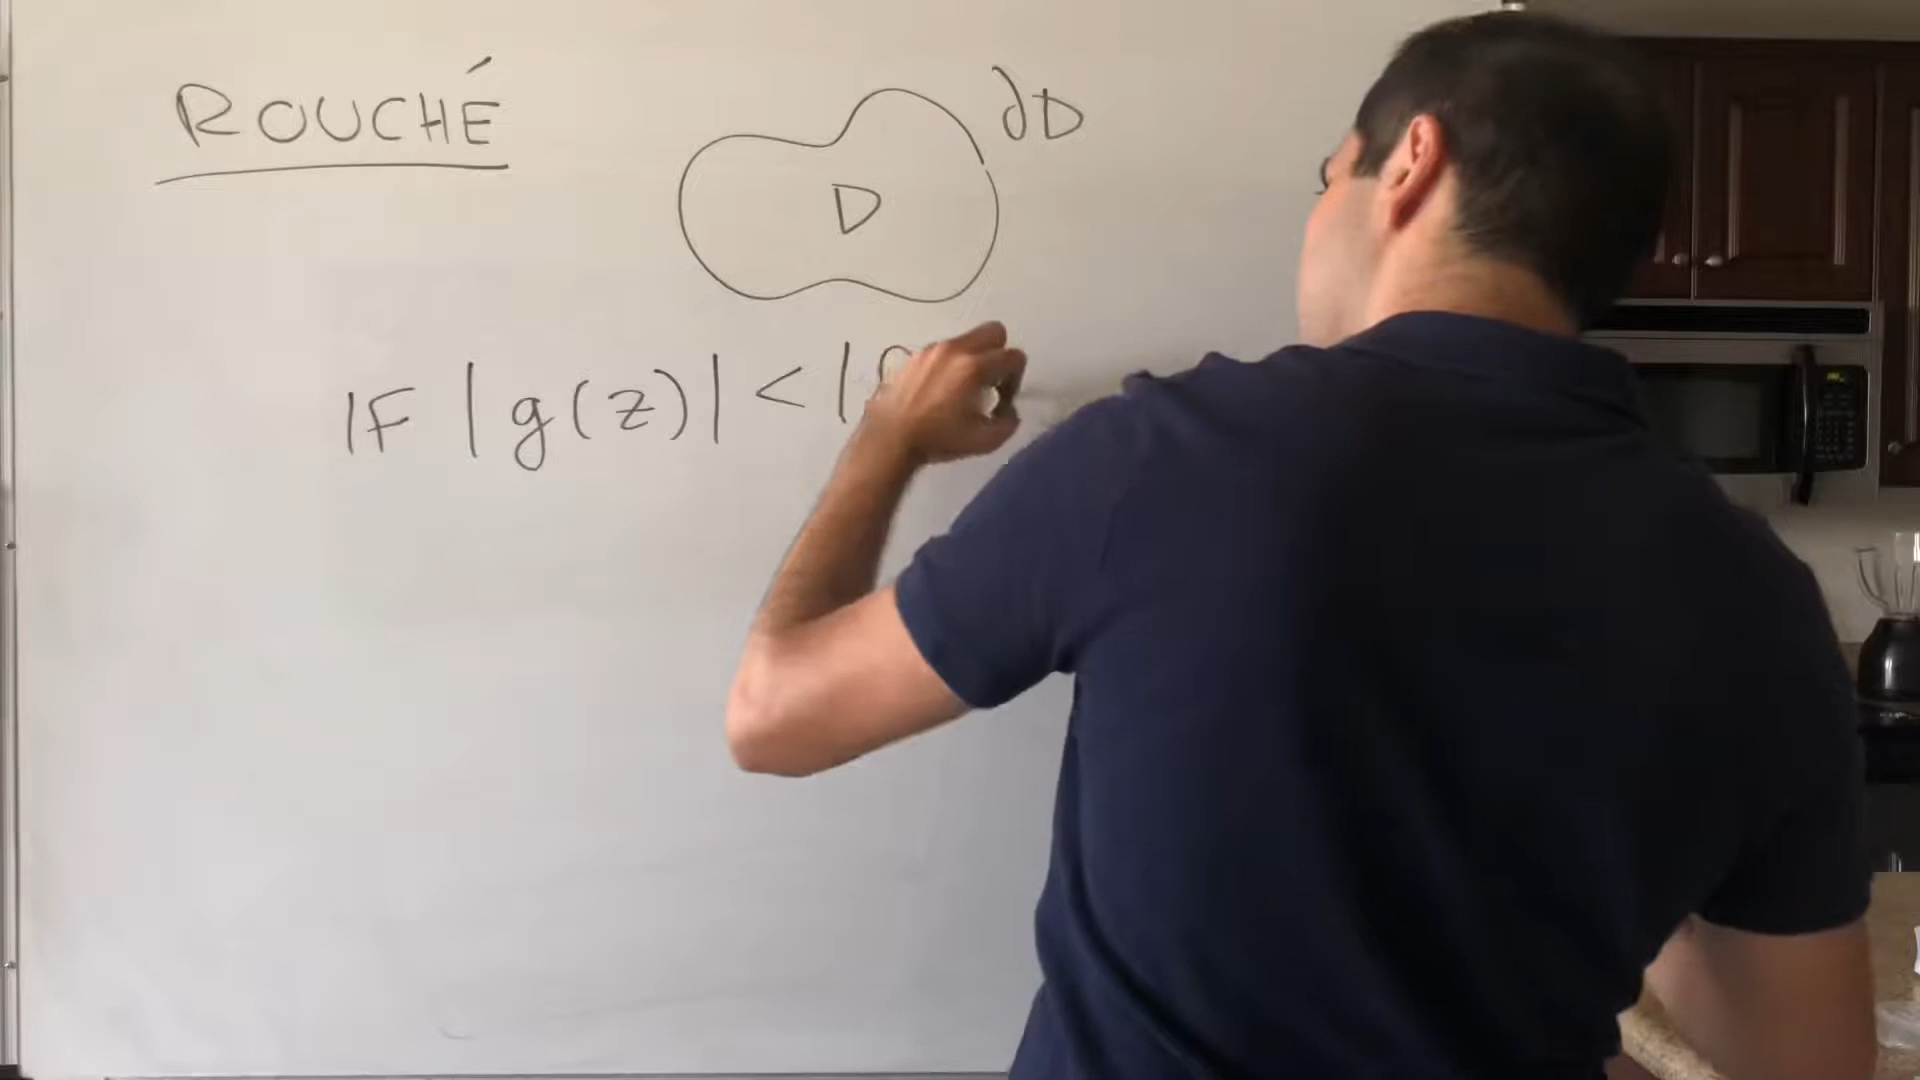 ROUCHÉ
∂D
D
IF |g(z)| < |